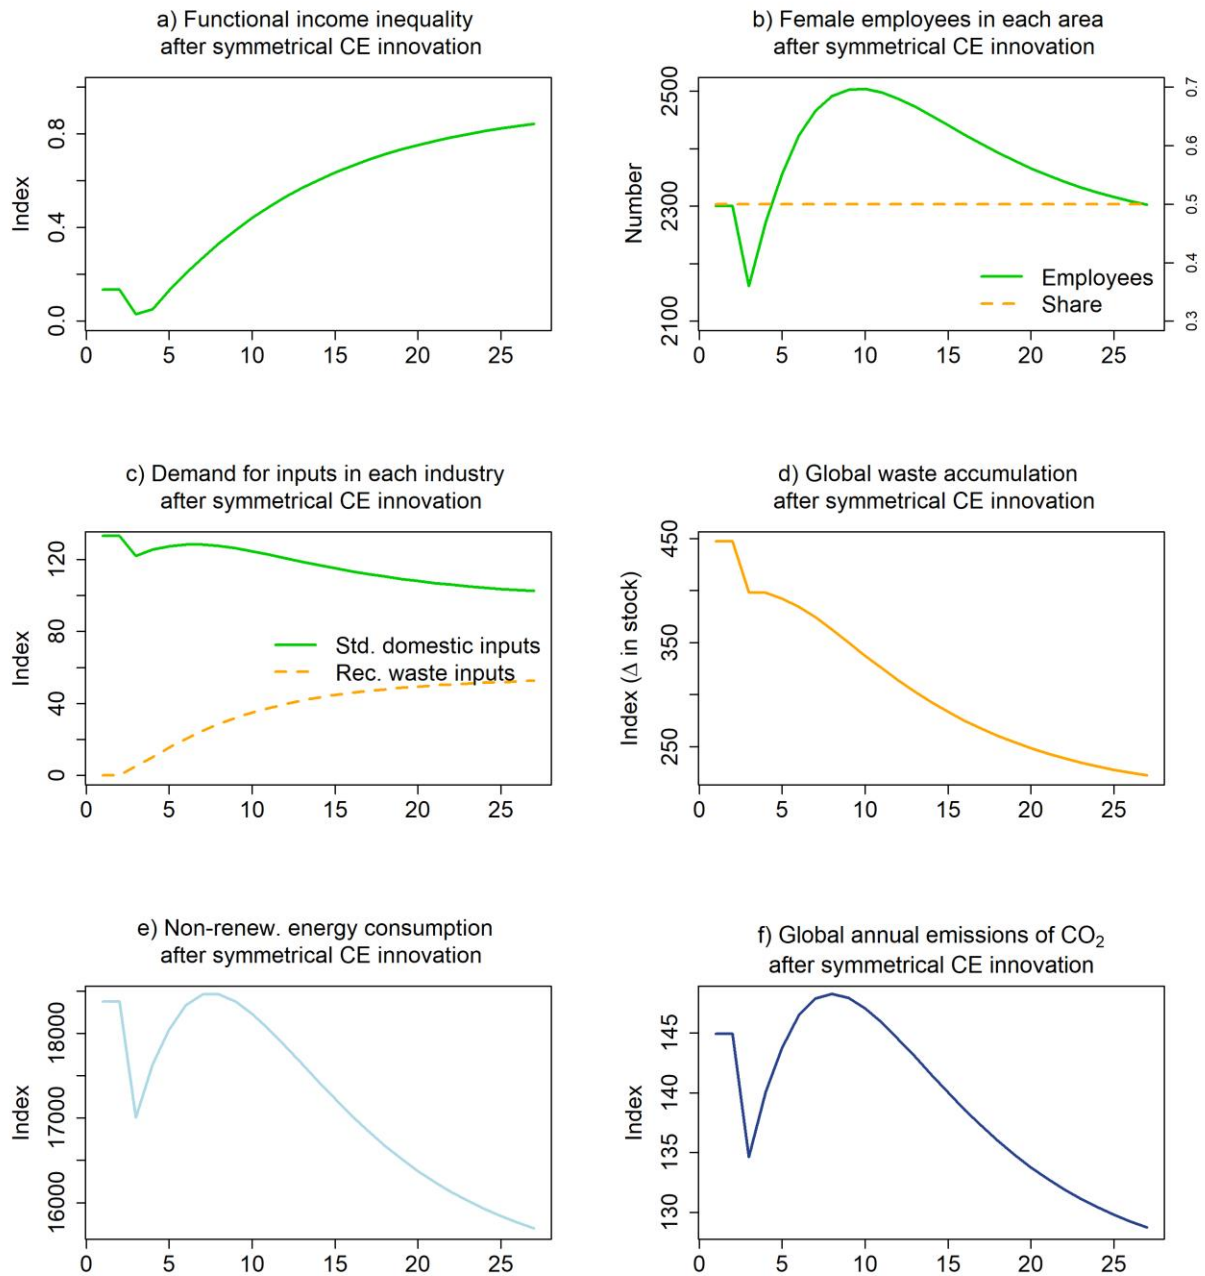 a) Functional income inequality
after symmetrical CE innovation
Index
0.0
0.4
0.8
0 5 10 15 20 25
b) Female employees in each area
after symmetrical CE innovation
Number
2100
2300
2500
0.3
0.4
0.5
0.6
0.7
Employees
Share
0 5 10 15 20 25
c) Demand for inputs in each industry
after symmetrical CE innovation
Index
0
40
80
120
Std. domestic inputs
Rec. waste inputs
0 5 10 15 20 25
d) Global waste accumulation
after symmetrical CE innovation
Index (Δ in stock)
250
350
450
0 5 10 15 20 25
e) Non-renew. energy consumption
after symmetrical CE innovation
Index
16000
17000
18000
0 5 10 15 20 25
f) Global annual emissions of CO₂
after symmetrical CE innovation
Index
130
135
140
145
0 5 10 15 20 25